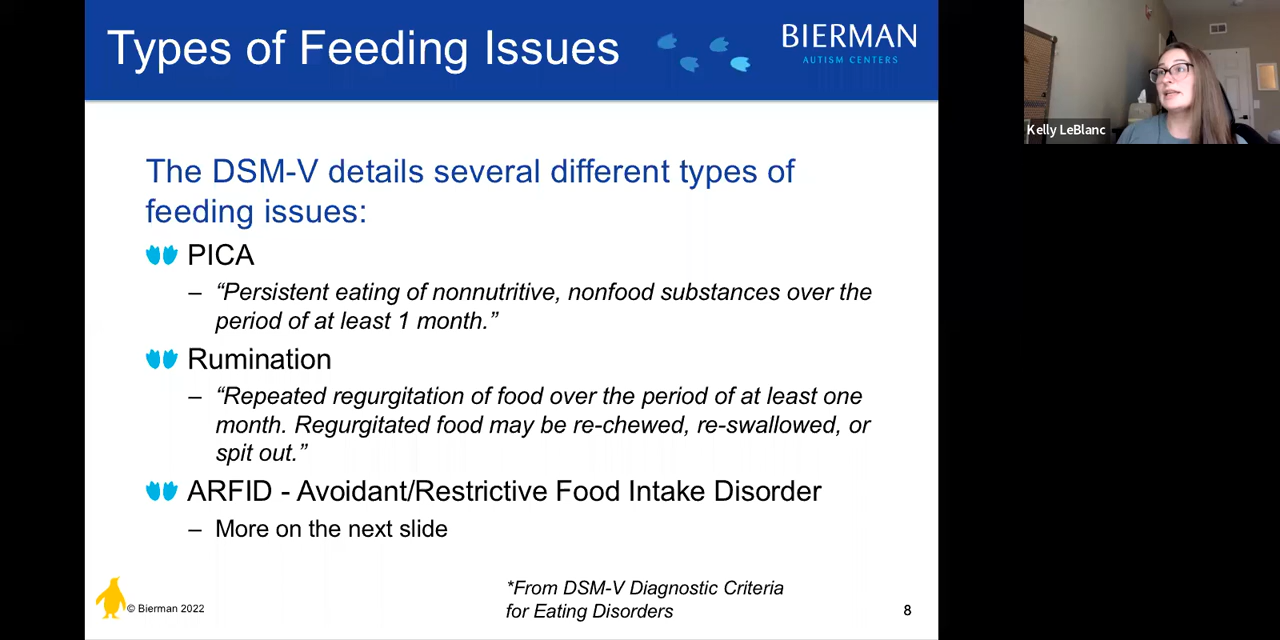 Types of Feeding Issues
BIERMAN
AUTISM CENTERS
Kelly LeBlanc
The DSM-V details several different types of
feeding issues:
PICA
– “Persistent eating of nonnutritive, nonfood substances over the
period of at least 1 month.”
Rumination
– “Repeated regurgitation of food over the period of at least one
month. Regurgitated food may be re-chewed, re-swallowed, or
spit out.”
ARFID - Avoidant/Restrictive Food Intake Disorder
– More on the next slide
*From DSM-V Diagnostic Criteria
for Eating Disorders
© Bierman 2022
8